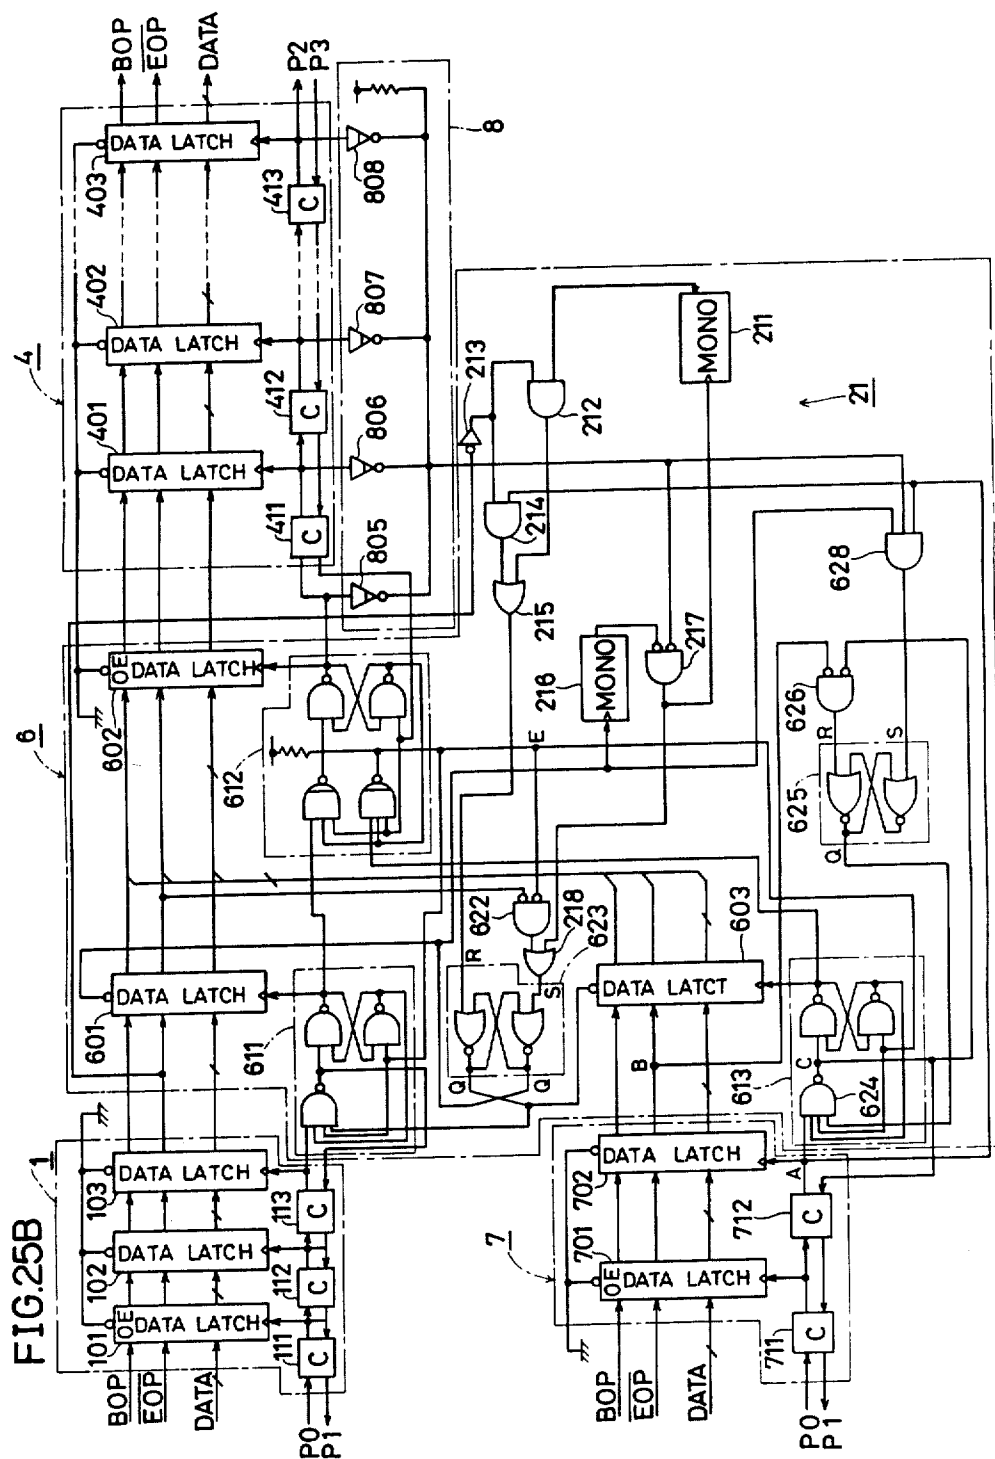 FIG.25B
1
6
4
BOP
EOP
DATA
101
102
103
601
602
401
402
403
OE
DATA LATCH
DATA LATCH
DATA LATCH
DATA LATCH
OE
DATA LATCH
DATA LATCH
DATA LATCH
DATA LATCH
BOP
EOP
DATA
P0
P1
111
C
112
C
113
C
611
612
411
C
412
C
413
C
P2
P3
805
806
807
808
8
213
R
Q
Q
S
622
218
623
E
214
215
212
216
MONO
217
211
MONO
21
7
701
702
603
OE
DATA LATCH
DATA LATCH
DATA LATCT
B
BOP
EOP
DATA
P0
P1
711
C
712
C
A
613
C
624
Q
625
R
S
626
628